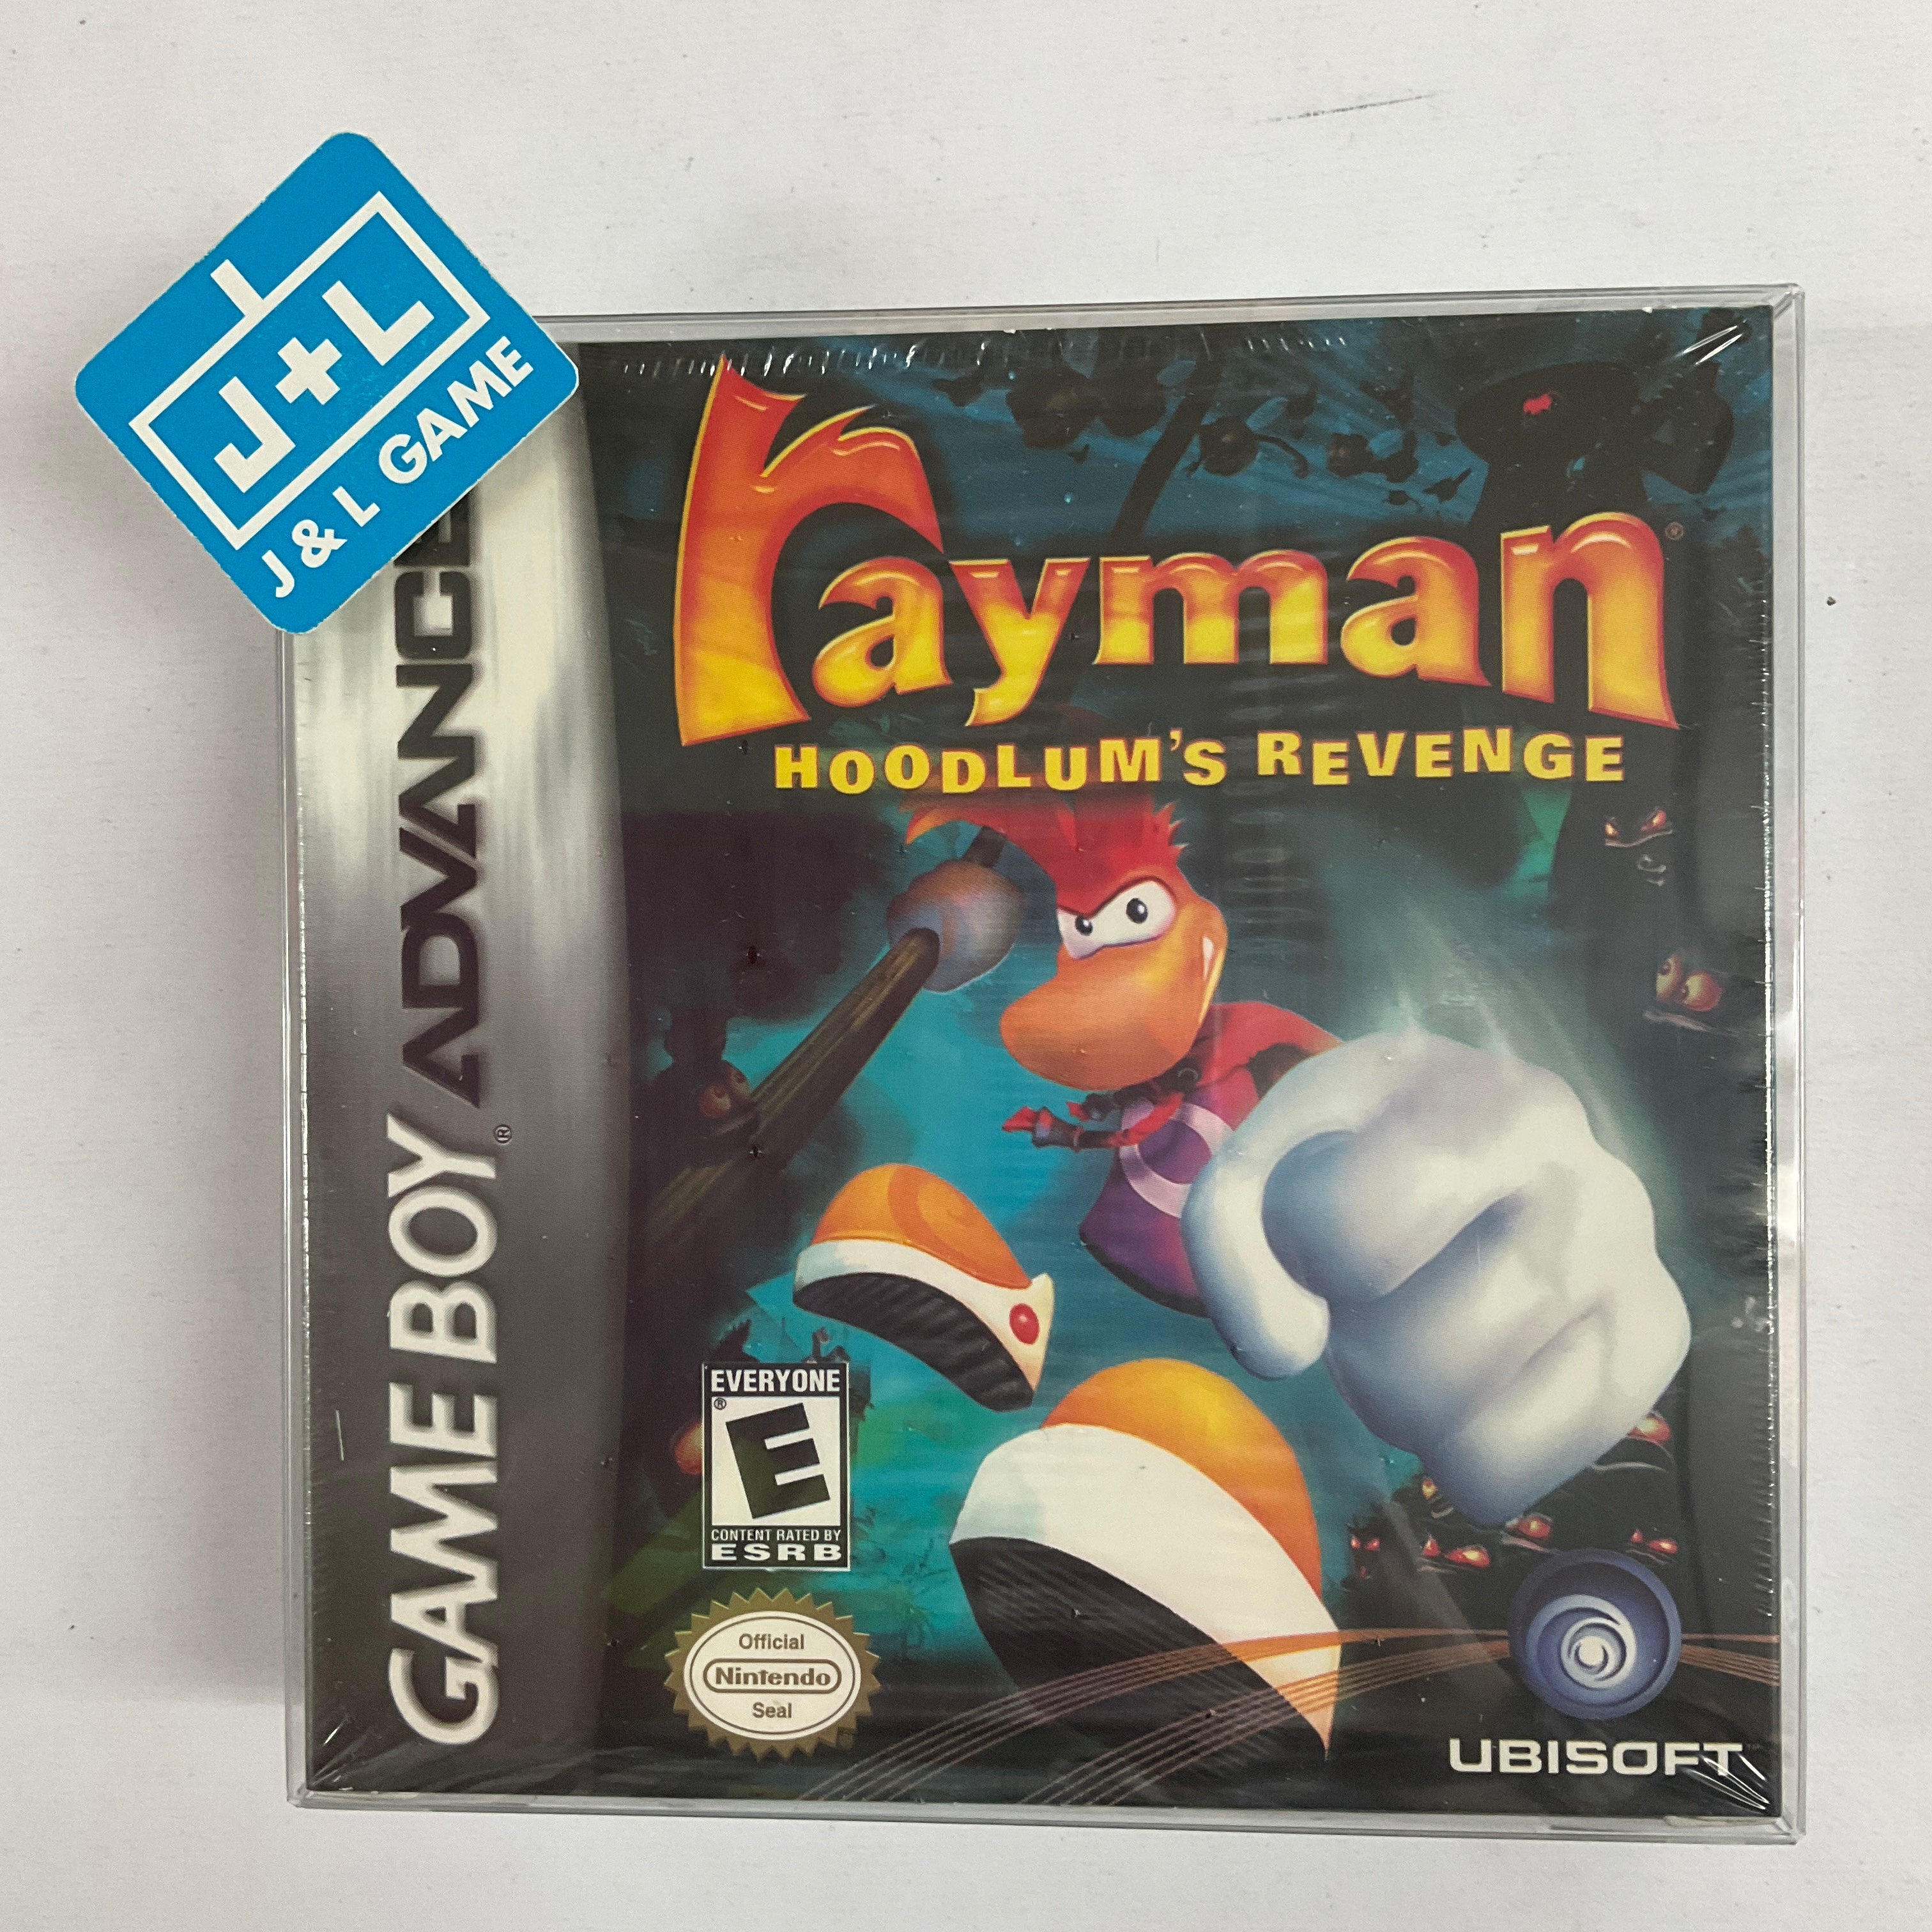 J+L
J & L GAME
GAME BOY ADVANCE
®
rayman®
HOODLUM'S REVENGE
EVERYONE
®
E
CONTENT RATED BY
ESRB
Official
Nintendo
Seal
UBISOFT